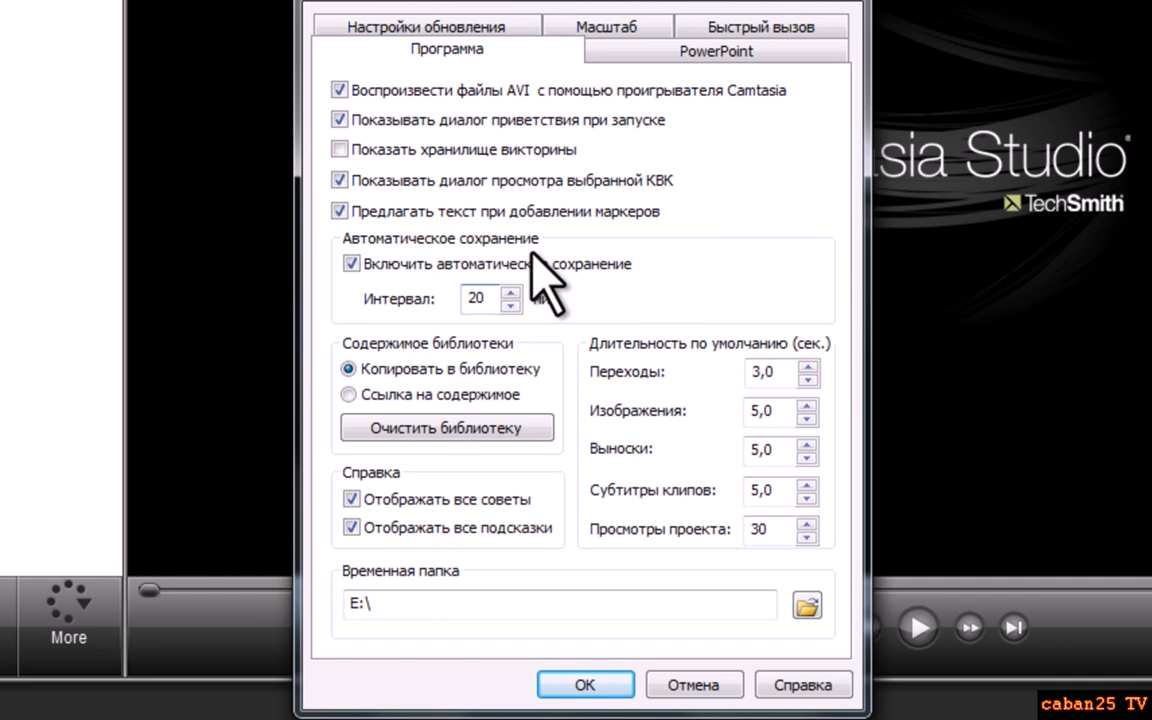 Настройки обновления
Масштаб
Быстрый вызов
Программа
PowerPoint
Воспроизвести файлы AVI с помощью проигрывателя Camtasia
Показывать диалог приветствия при запуске
Показать хранилище викторины
Показывать диалог просмотра выбранной КВК
Предлагать текст при добавлении маркеров
Автоматическое сохранение
Включить автоматическ сохранение
Интервал: 20
Содержимое библиотеки
Копировать в библиотеку
Ссылка на содержимое
Очистить библиотеку
Длительность по умолчанию (сек.)
Переходы: 3,0
Изображения: 5,0
Выноски: 5,0
Субтитры клипов: 5,0
Просмотры проекта: 30
Справка
Отображать все советы
Отображать все подсказки
Временная папка
E:\
OK
Отмена
Справка
More
sia Studio
TechSmith
caban25 TV